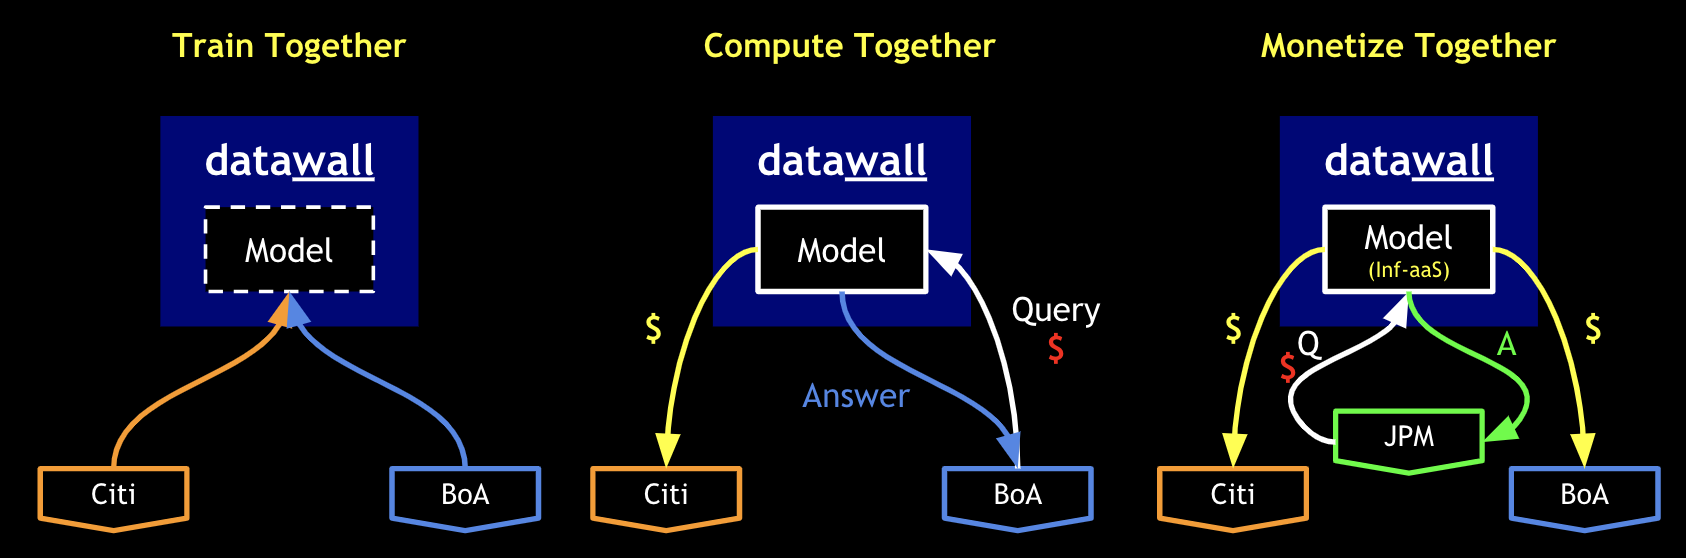 Train Together
datawall
Model
Citi
BoA
Compute Together
datawall
Model
$
Query
$
Answer
Citi
BoA
Monetize Together
datawall
Model
(Inf-aaS)
$
Q
$
A
$
JPM
Citi
BoA